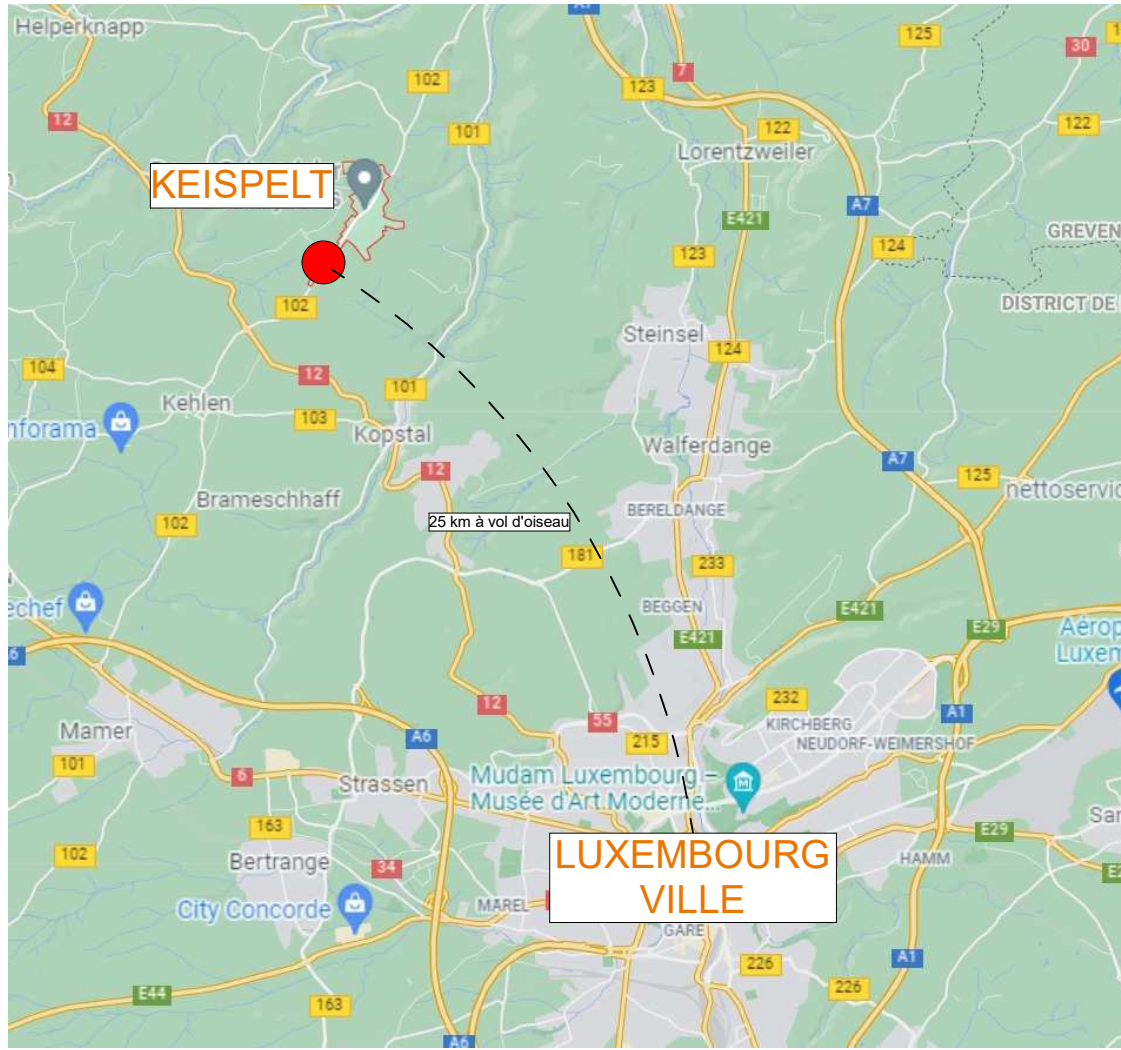 A7
Helperknapp
125
30
7
102
123
12
101
122
122
Lorentzweiler
KEISPELT
A7
E421
GREVEN
124
123
102
DISTRICT DE
Steinsel
124
104
12
101
Kehlen
103
nforama
Kopstal
Walferdange
A7
12
125
nettoservic
Brameschhaff
BERELDANGE
102
25 km à vol d'oiseau
181
233
echef
BEGGEN
E421
E29
E421
Aérop
Luxem
232
12
55
A1
KIRCHBERG
Mamer
A6
215
NEUDORF-WEIMERSHOF
101
6
Strassen
Mudam Luxembourg –
Musée d'Art Moderne...
163
E29
Sar
102
Bertrange
34
LUXEMBOURG
VILLE
HAMM
City Concorde
MAREL
GARE
A1
226
226
E44
163
A6